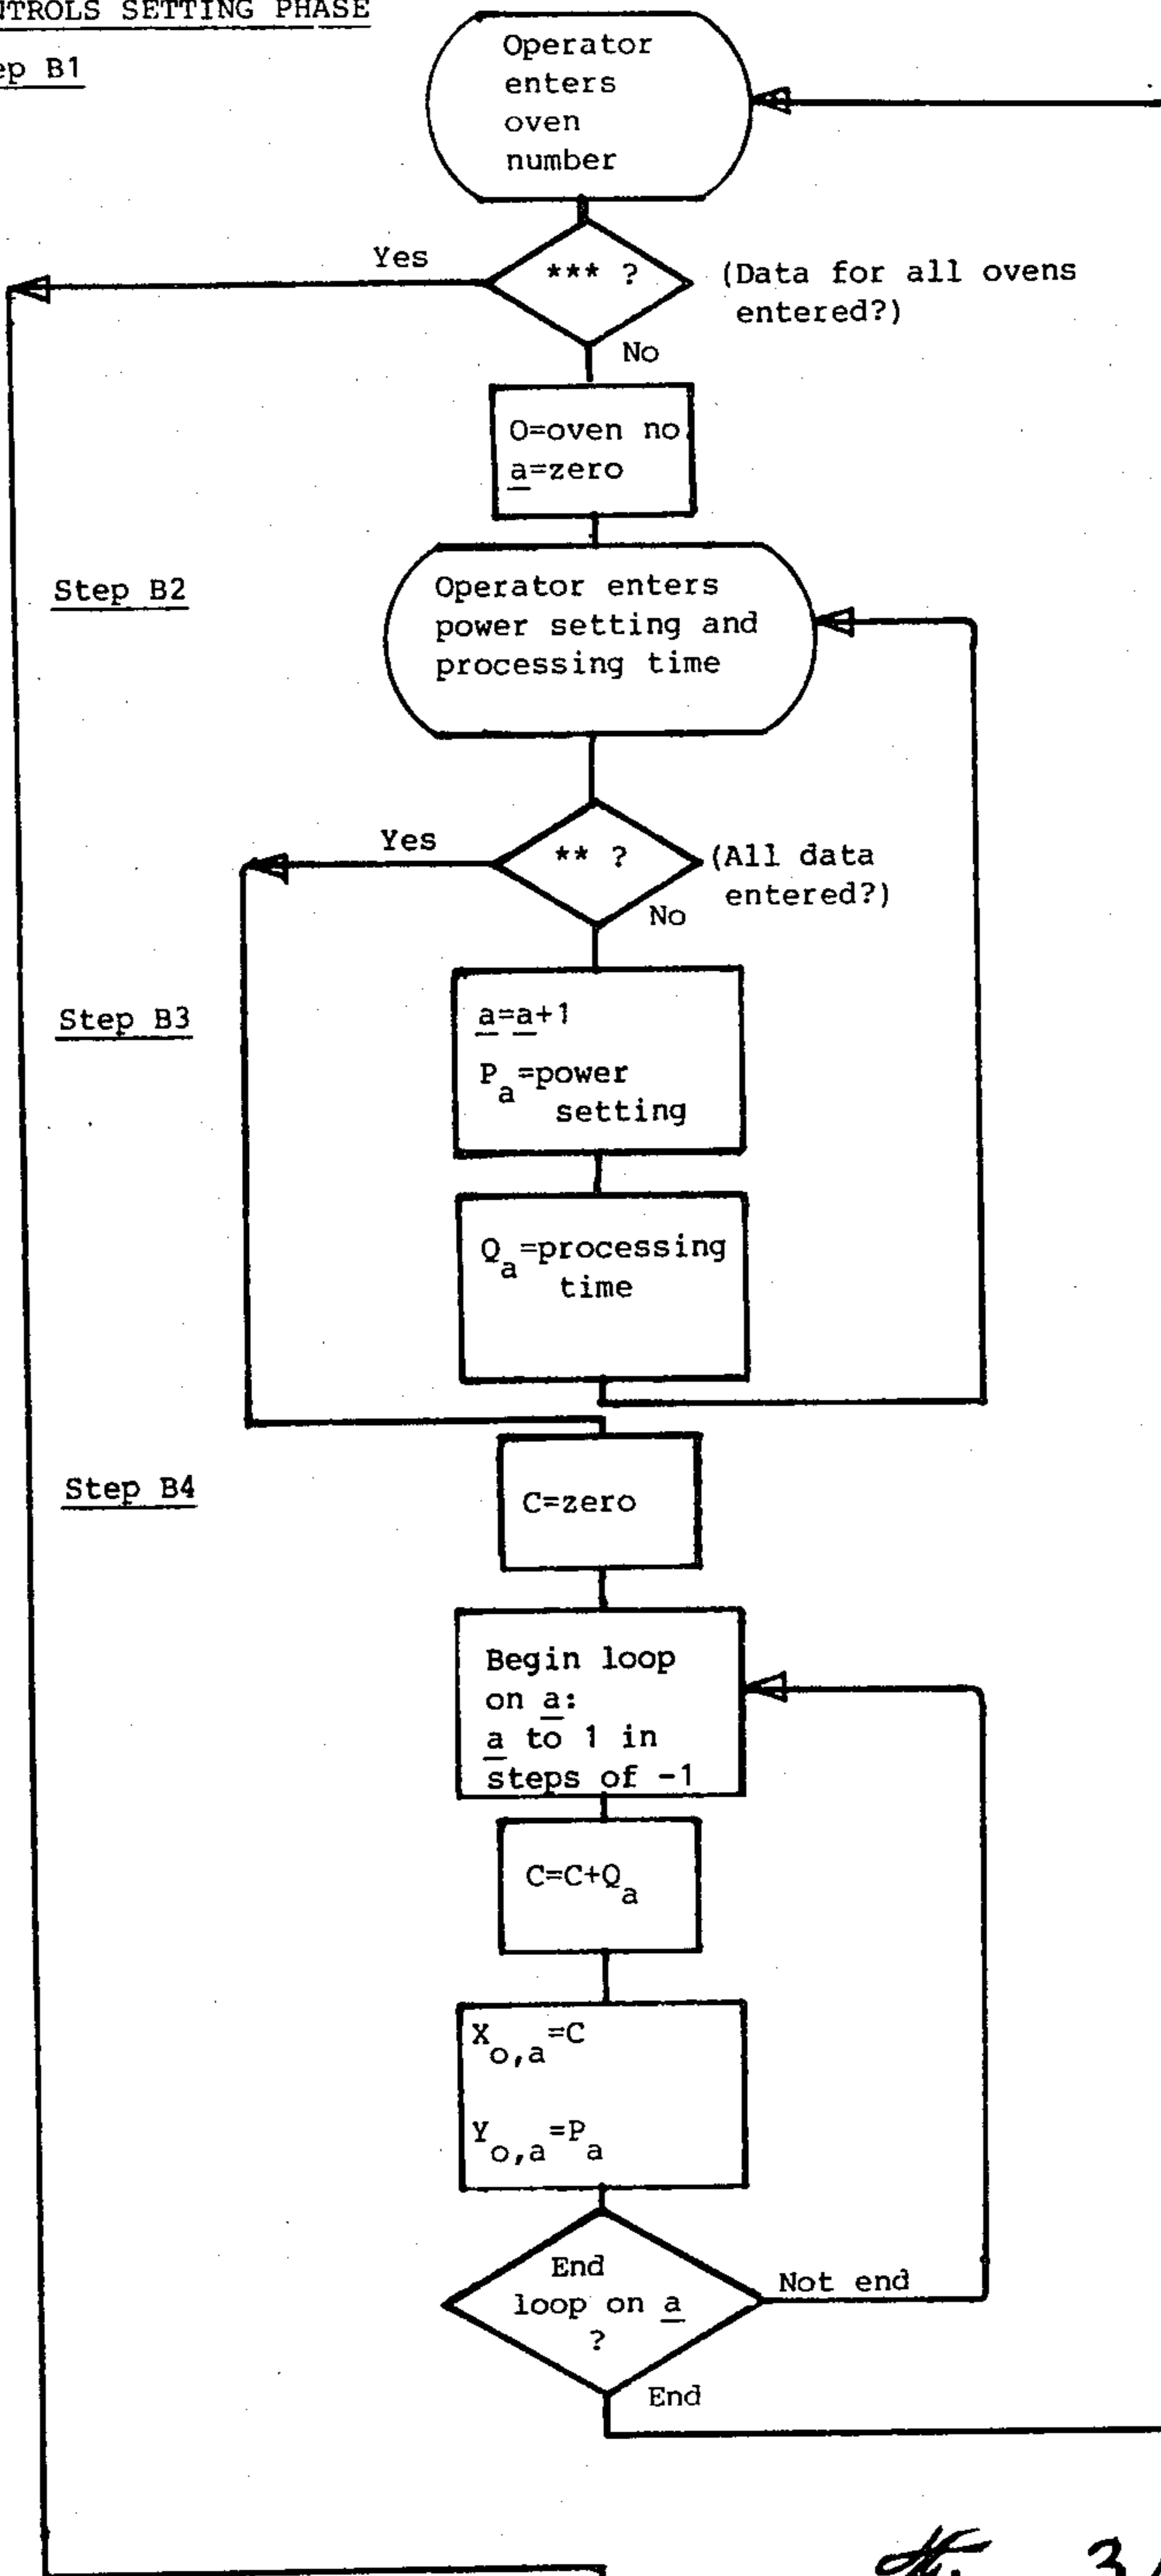 NTROLS SETTING PHASE
ep B1
Operator
enters
oven
number
Yes
*** ?
(Data for all ovens
entered?)
No
O=oven no
a=zero
Step B2
Operator enters
power setting and
processing time
Yes
** ?
(All data
entered?)
No
Step B3
a=a+1
Pa=power
setting
Qa=processing
time
Step B4
C=zero
Begin loop
on a:
a to 1 in
steps of -1
C=C+Qa
Xo,a=C
Yo,a=Pa
End
loop on a
?
Not end
End
3